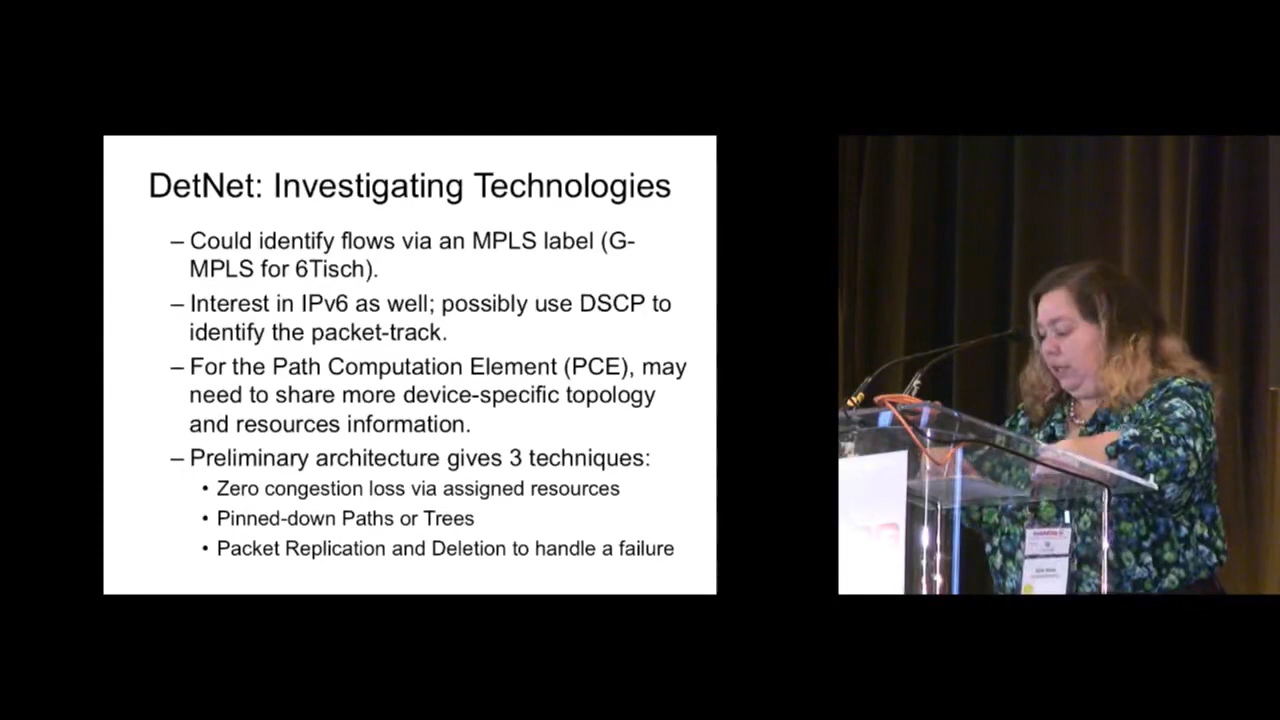 DetNet: Investigating Technologies
– Could identify flows via an MPLS label (G-
MPLS for 6Tisch).
– Interest in IPv6 as well; possibly use DSCP to
identify the packet-track.
– For the Path Computation Element (PCE), may
need to share more device-specific topology
and resources information.
– Preliminary architecture gives 3 techniques:
• Zero congestion loss via assigned resources
• Pinned-down Paths or Trees
• Packet Replication and Deletion to handle a failure